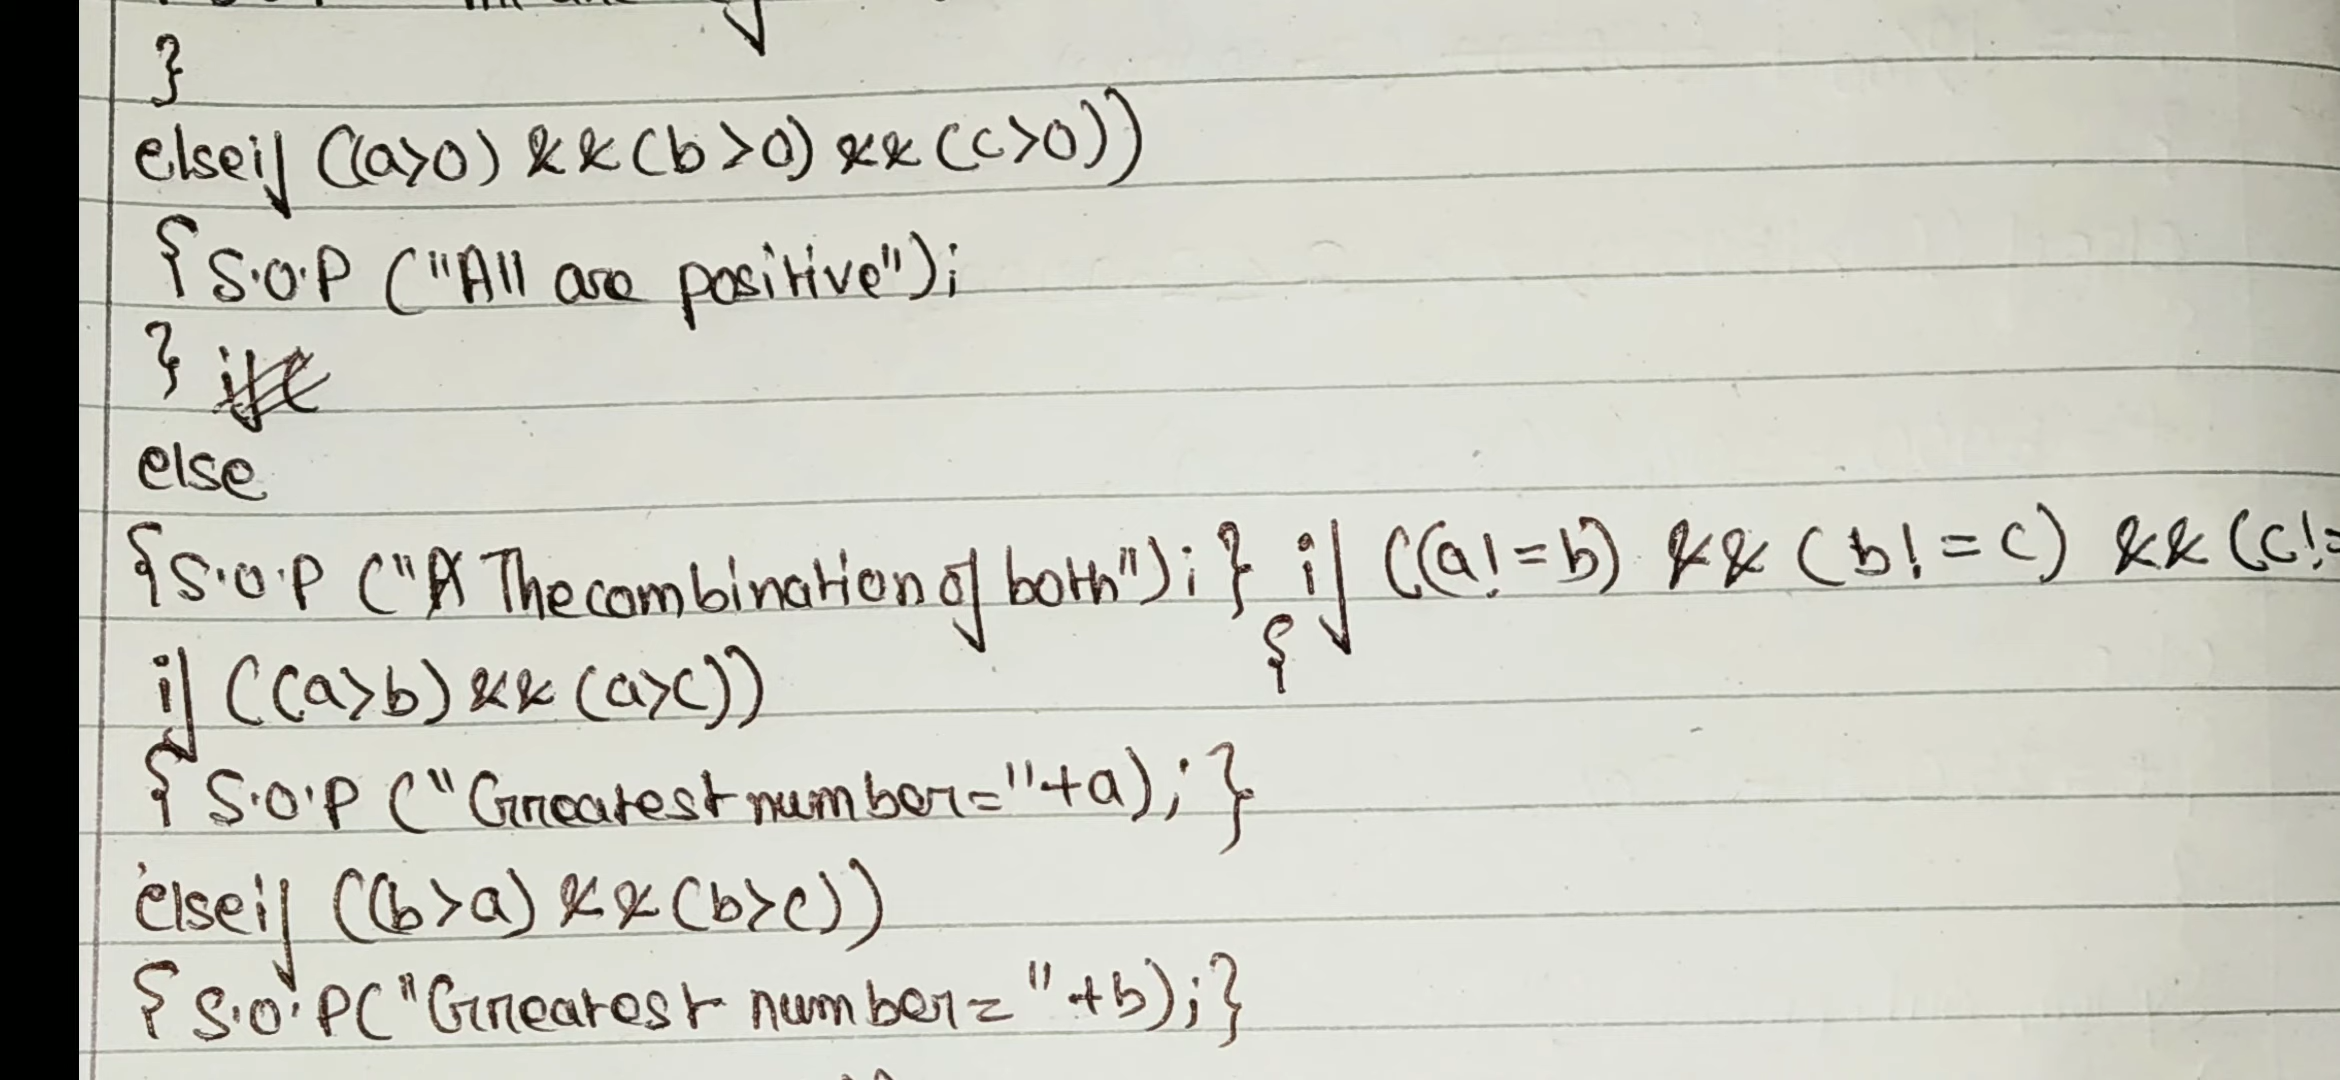 }
elseif ((a>0) && (b>0) && (c>0))
{ S.O.P ("All are positive");
}
else
{S.O.P ("The combination of both"); } if ((a!=b) && (b!=c) && (c!=
{
if ((a>b) && (a>c))
{ S.O.P ("Greatest number="+a); }
elseif ((b>a) && (b>c))
{ S.O.P("Greatest number="+b); }